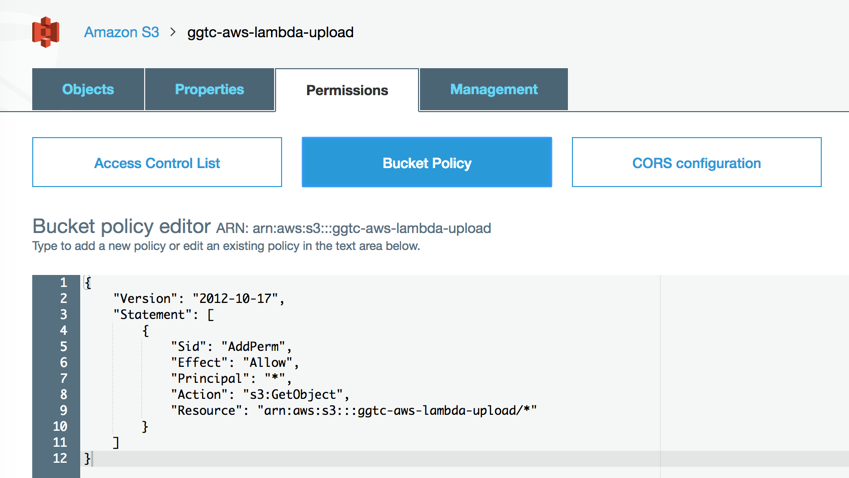 Amazon S3 > ggtc-aws-lambda-upload
Objects Properties Permissions Management
Access Control List Bucket Policy CORS configuration
Bucket policy editor ARN: arn:aws:s3:::ggtc-aws-lambda-upload
Type to add a new policy or edit an existing policy in the text area below.
1 {
2     "Version": "2012-10-17",
3     "Statement": [
4         {
5             "Sid": "AddPerm",
6             "Effect": "Allow",
7             "Principal": "*",
8             "Action": "s3:GetObject",
9             "Resource": "arn:aws:s3:::ggtc-aws-lambda-upload/*"
10         }
11     ]
12 }